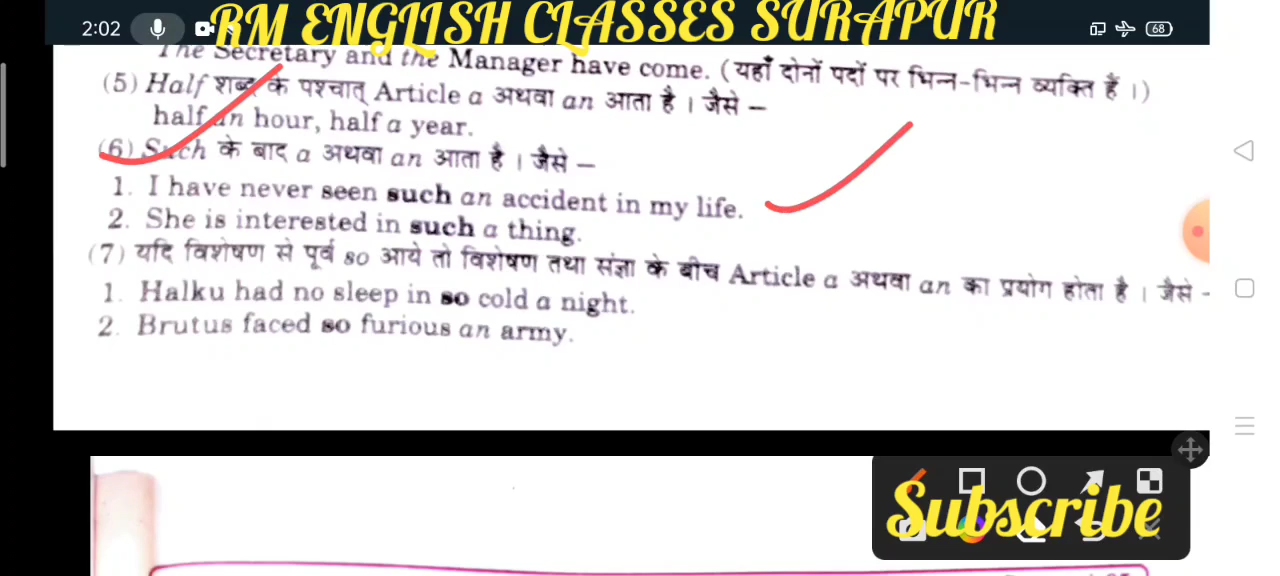 RM ENGLISH CLASSES SURAPUR
2:02
68
The Secretary and the Manager have come. (यहाँ दोनों पदों पर भिन्न-भिन्न व्यक्ति हैं ।)
(5) Half शब्द के पश्चात् Article a अथवा an आता है । जैसे –
half an hour, half a year.
(6) Such के बाद a अथवा an आता है । जैसे –
1. I have never seen such an accident in my life.
2. She is interested in such a thing.
(7) यदि विशेषण से पूर्व so आये तो विशेषण तथा संज्ञा के बीच Article a अथवा an का प्रयोग होता है । जैसे -
1. Halku had no sleep in so cold a night.
2. Brutus faced so furious an army.
Subscribe